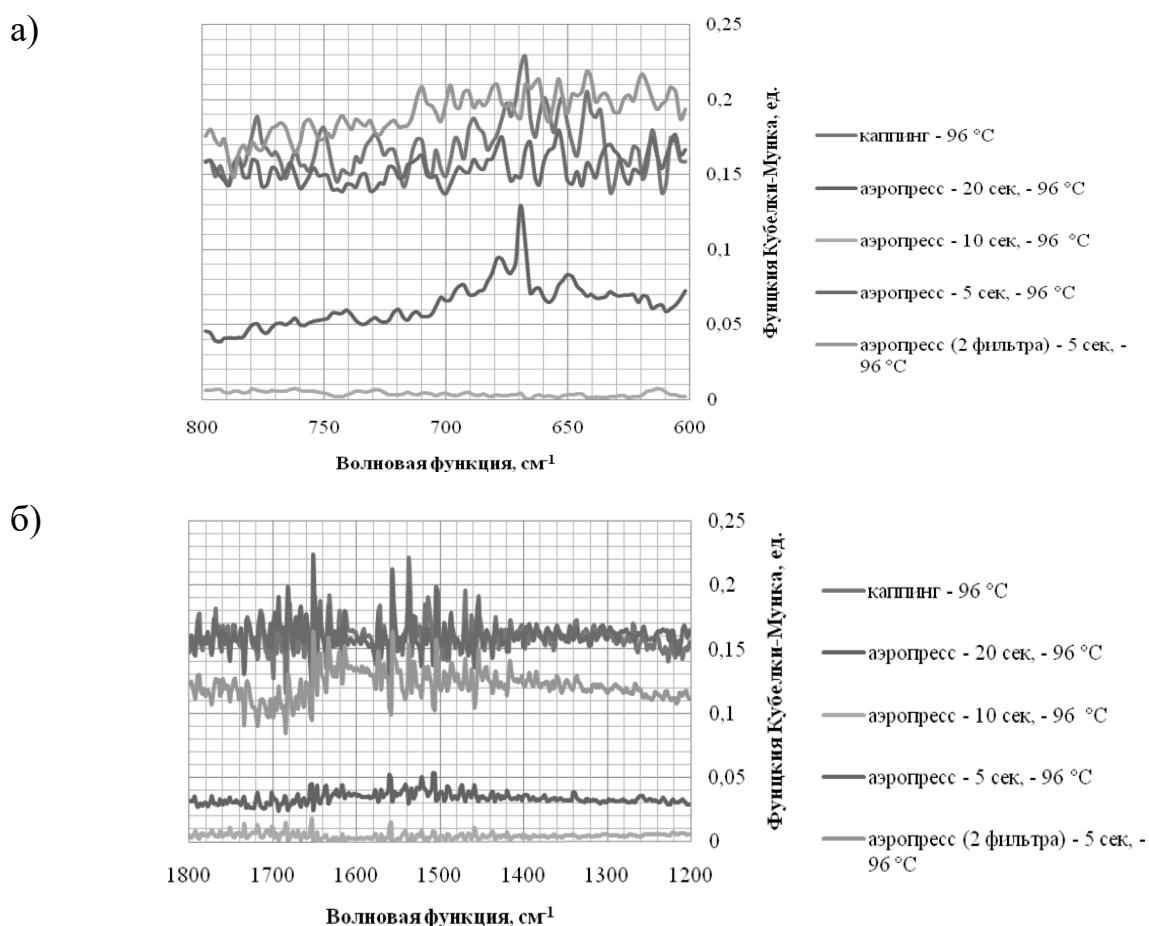 а)
0,25
0,2
0,15
0,1
0,05
0
Фунцкия Кубелки-Мунка, ед.
800 750 700 650 600
Волновая функция, см-1
каппинг - 96 °C
аэропресс - 20 сек, - 96 °C
аэропресс - 10 сек, - 96 °C
аэропресс - 5 сек, - 96 °C
аэропресс (2 фильтра) - 5 сек, -
96 °C
б)
0,25
0,2
0,15
0,1
0,05
0
Фунцкия Кубелки-Мунка, ед.
1800 1700 1600 1500 1400 1300 1200
Волновая функция, см-1
каппинг - 96 °C
аэропресс - 20 сек, - 96 °C
аэропресс - 10 сек, - 96 °C
аэропресс - 5 сек, - 96 °C
аэропресс (2 фильтра) - 5 сек, -
96 °C